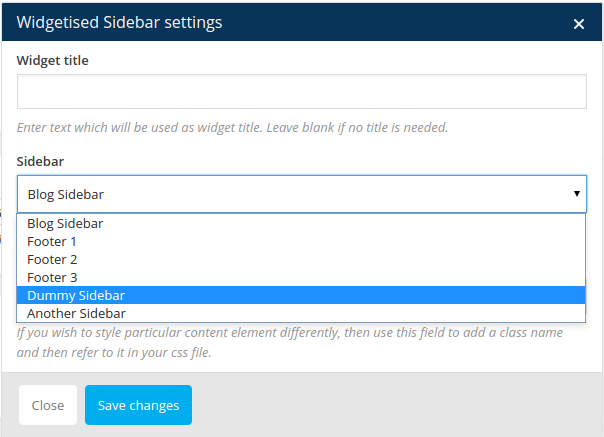 Widgetised Sidebar settings ×
Widget title
Enter text which will be used as widget title. Leave blank if no title is needed.
Sidebar
Blog Sidebar
Blog Sidebar
Footer 1
Footer 2
Footer 3
Dummy Sidebar
Another Sidebar
If you wish to style particular content element differently, then use this field to add a class name
and then refer to it in your css file.
Close Save changes